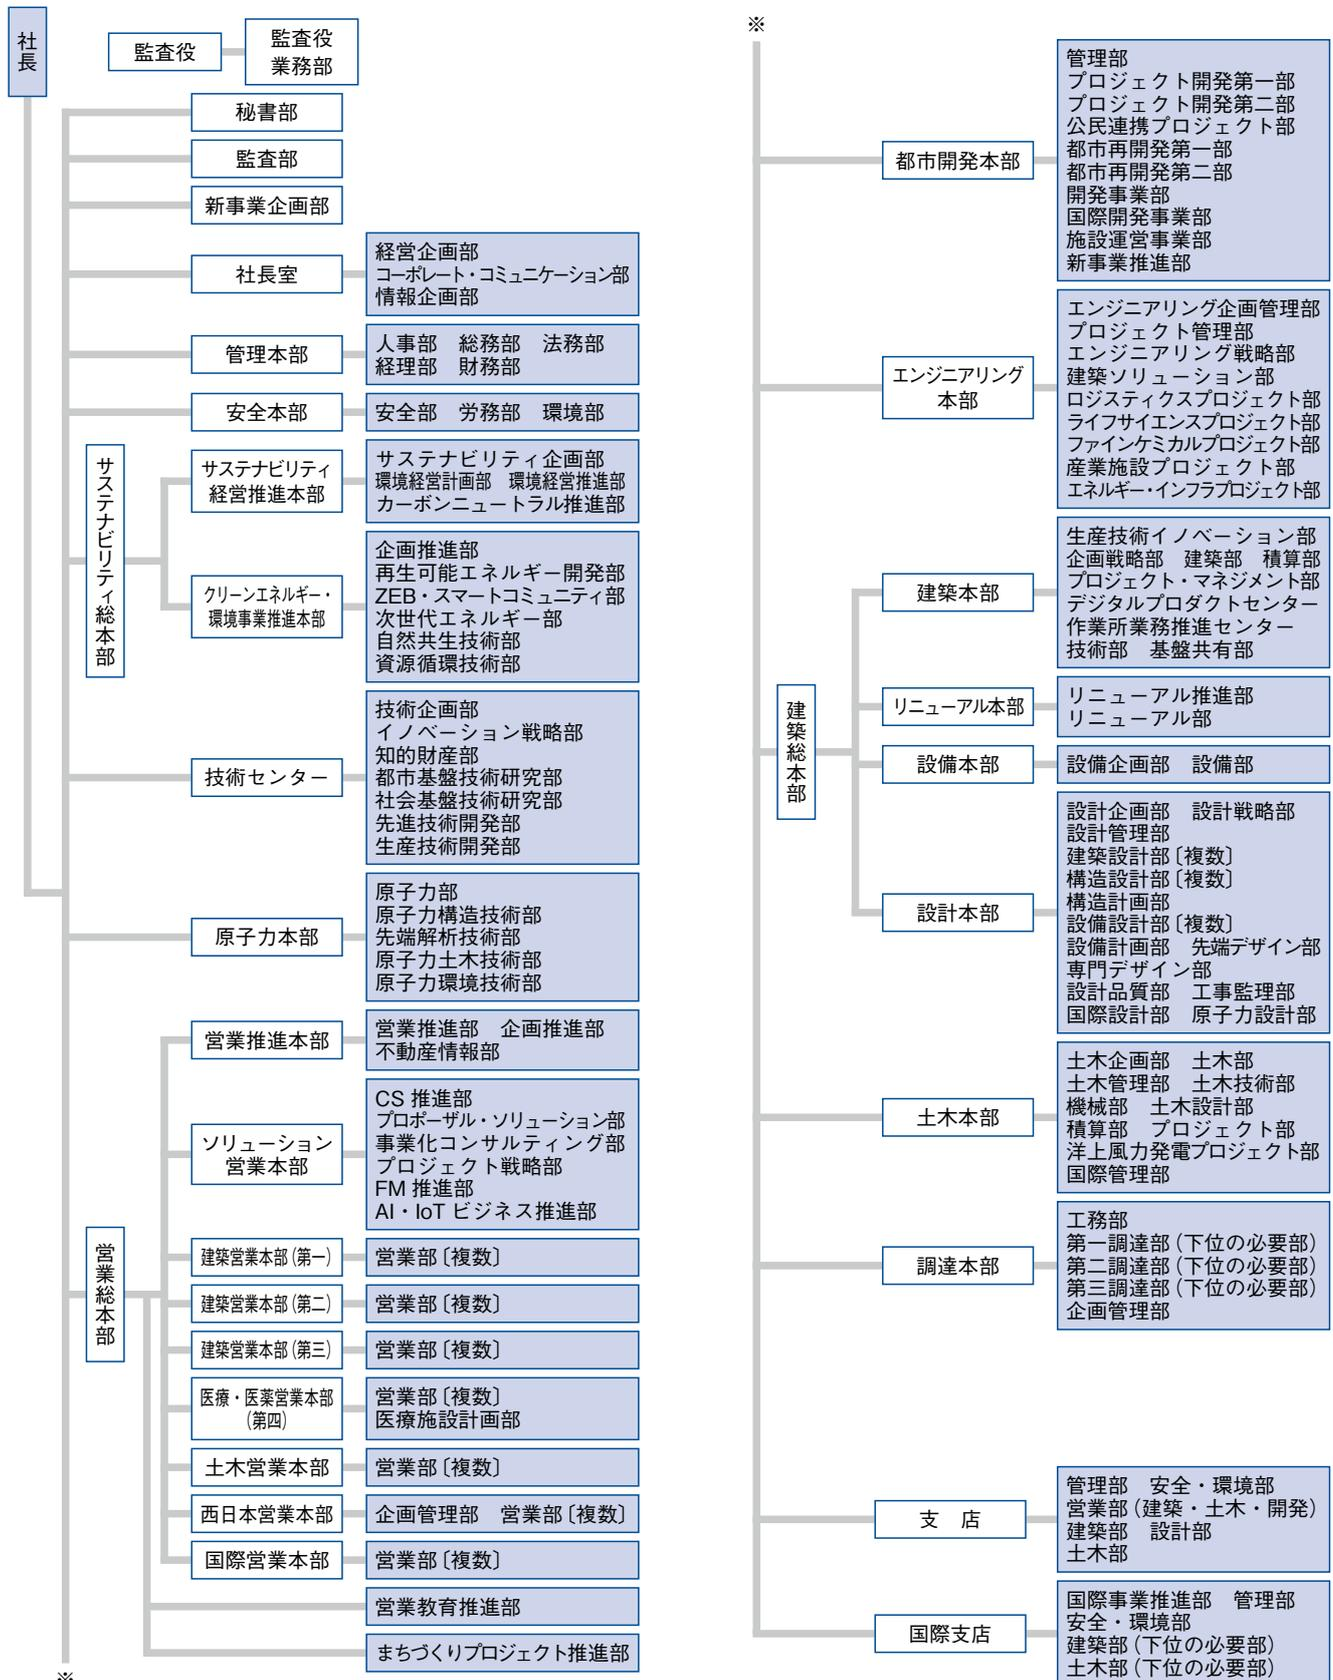 社長
監査役
監査役
業務部
秘書部
監査部
新事業企画部
社長室
経営企画部
コーポレート・コミュニケーション部
情報企画部
管理本部
人事部　総務部　法務部
経理部　財務部
安全本部
安全部　労務部　環境部
サステナビリティ総本部
サステナビリティ
経営推進本部
サステナビリティ企画部
環境経営計画部　環境経営推進部
カーボンニュートラル推進部
クリーンエネルギー・
環境事業推進本部
企画推進部
再生可能エネルギー開発部
ZEB・スマートコミュニティ部
次世代エネルギー部
自然共生技術部
資源循環技術部
技術センター
技術企画部
イノベーション戦略部
知的財産部
都市基盤技術研究部
社会基盤技術研究部
先進技術開発部
生産技術開発部
原子力本部
原子力部
原子力構造技術部
先端解析技術部
原子力土木技術部
原子力環境技術部
営業総本部
営業推進本部
営業推進部　企画推進部
不動産情報部
ソリューション
営業本部
CS 推進部
プロポーザル・ソリューション部
事業化コンサルティング部
プロジェクト戦略部
FM 推進部
AI・IoT ビジネス推進部
建築営業本部（第一）
営業部〔複数〕
建築営業本部（第二）
営業部〔複数〕
建築営業本部（第三）
営業部〔複数〕
医療・医薬営業本部
（第四）
営業部〔複数〕
医療施設計画部
土木営業本部
営業部〔複数〕
西日本営業本部
企画管理部　営業部〔複数〕
国際営業本部
営業部〔複数〕
営業教育推進部
まちづくりプロジェクト推進部
※
※
都市開発本部
管理部
プロジェクト開発第一部
プロジェクト開発第二部
公民連携プロジェクト部
都市再開発第一部
都市再開発第二部
開発事業部
国際開発事業部
施設運営事業部
新事業推進部
エンジニアリング
本部
エンジニアリング企画管理部
プロジェクト管理部
エンジニアリング戦略部
建築ソリューション部
ロジスティクスプロジェクト部
ライフサイエンスプロジェクト部
ファインケミカルプロジェクト部
産業施設プロジェクト部
エネルギー・インフラプロジェクト部
建築総本部
建築本部
生産技術イノベーション部
企画戦略部　建築部　積算部
プロジェクト・マネジメント部
デジタルプロダクトセンター
作業所業務推進センター
技術部　基盤共有部
リニューアル本部
リニューアル推進部
リニューアル部
設備本部
設備企画部　設備部
設計本部
設計企画部　設計戦略部
設計管理部
建築設計部〔複数〕
構造設計部〔複数〕
構造計画部
設備設計部〔複数〕
設備計画部　先端デザイン部
専門デザイン部
設計品質部　工事監理部
国際設計部　原子力設計部
土木本部
土木企画部　土木部
土木管理部　土木技術部
機械部　土木設計部
積算部　プロジェクト部
洋上風力発電プロジェクト部
国際管理部
調達本部
工務部
第一調達部（下位の必要部）
第二調達部（下位の必要部）
第三調達部（下位の必要部）
企画管理部
支　店
管理部　安全・環境部
営業部（建築・土木・開発）
建築部　設計部
土木部
国際支店
国際事業推進部　管理部
安全・環境部
建築部（下位の必要部）
土木部（下位の必要部）